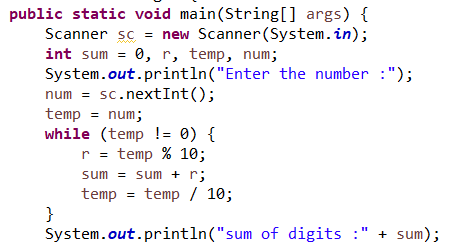 public static void main(String[] args) {
    Scanner sc = new Scanner(System.in);
    int sum = 0, r, temp, num;
    System.out.println("Enter the number :");
    num = sc.nextInt();
    temp = num;
    while (temp != 0) {
        r = temp % 10;
        sum = sum + r;
        temp = temp / 10;
    }
    System.out.println("sum of digits :" + sum);